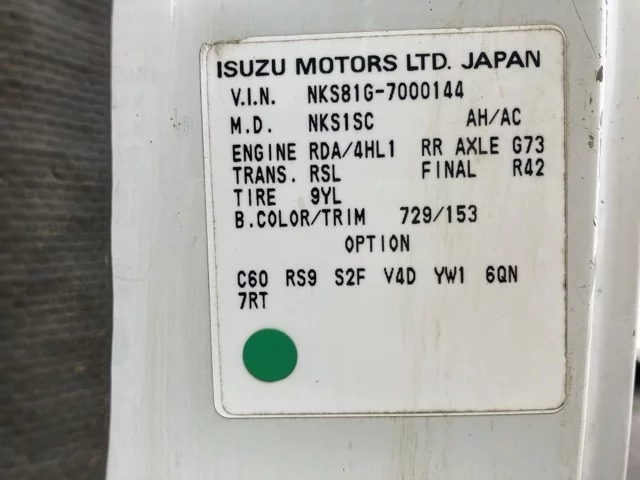 ISUZU MOTORS LTD. JAPAN
V.I.N. NKS81G-7000144
M.D. NKS1SC AH/AC
ENGINE RDA/4HL1 RR AXLE G73
TRANS. RSL FINAL R42
TIRE 9YL
B.COLOR/TRIM 729/153
OPTION
C60 RS9 S2F V4D YW1 6QN
7RT